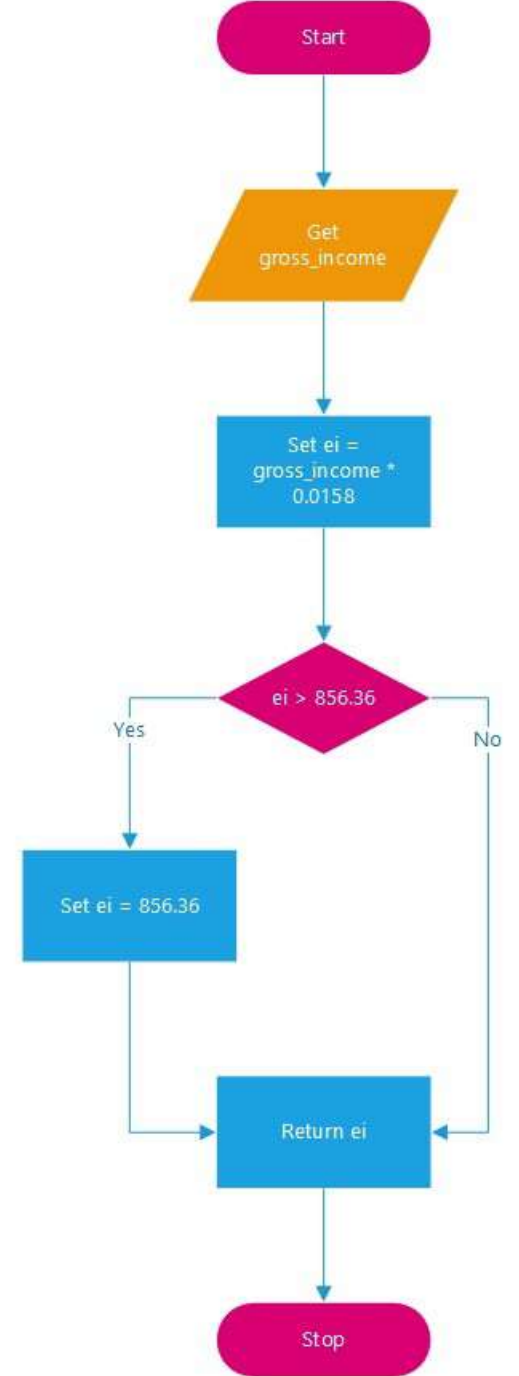 Start
Get
gross_income
Set ei =
gross_income *
0.0158
ei > 856.36
Yes
No
Set ei = 856.36
Return ei
Stop